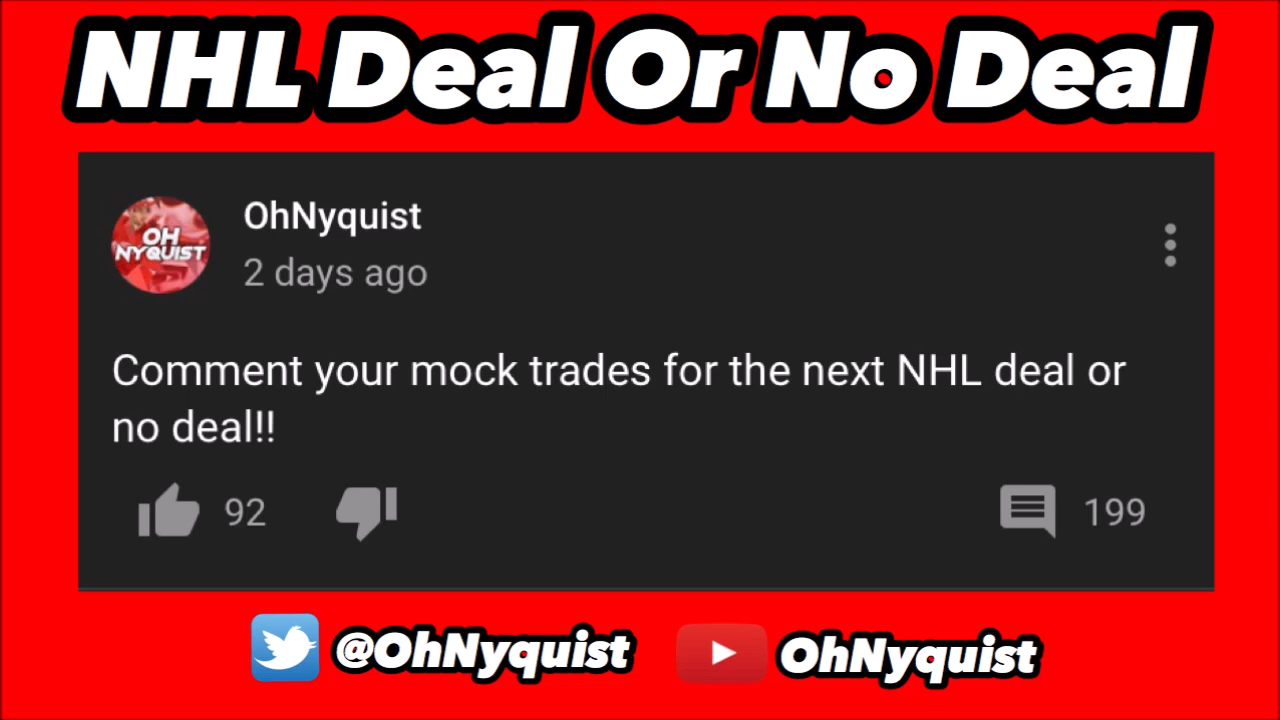 NHL Deal Or No Deal
OH
NYQUIST
OhNyquist
2 days ago
Comment your mock trades for the next NHL deal or
no deal!!
92
199
@OhNyquist
OhNyquist